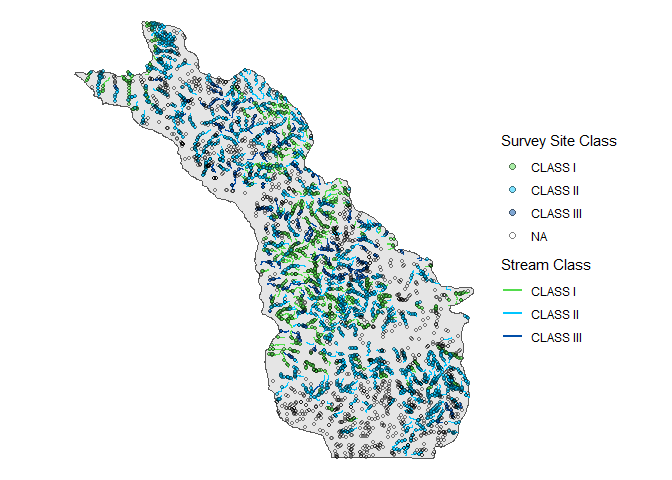 Survey Site Class
CLASS I
CLASS II
CLASS III
NA
Stream Class
CLASS I
CLASS II
CLASS III